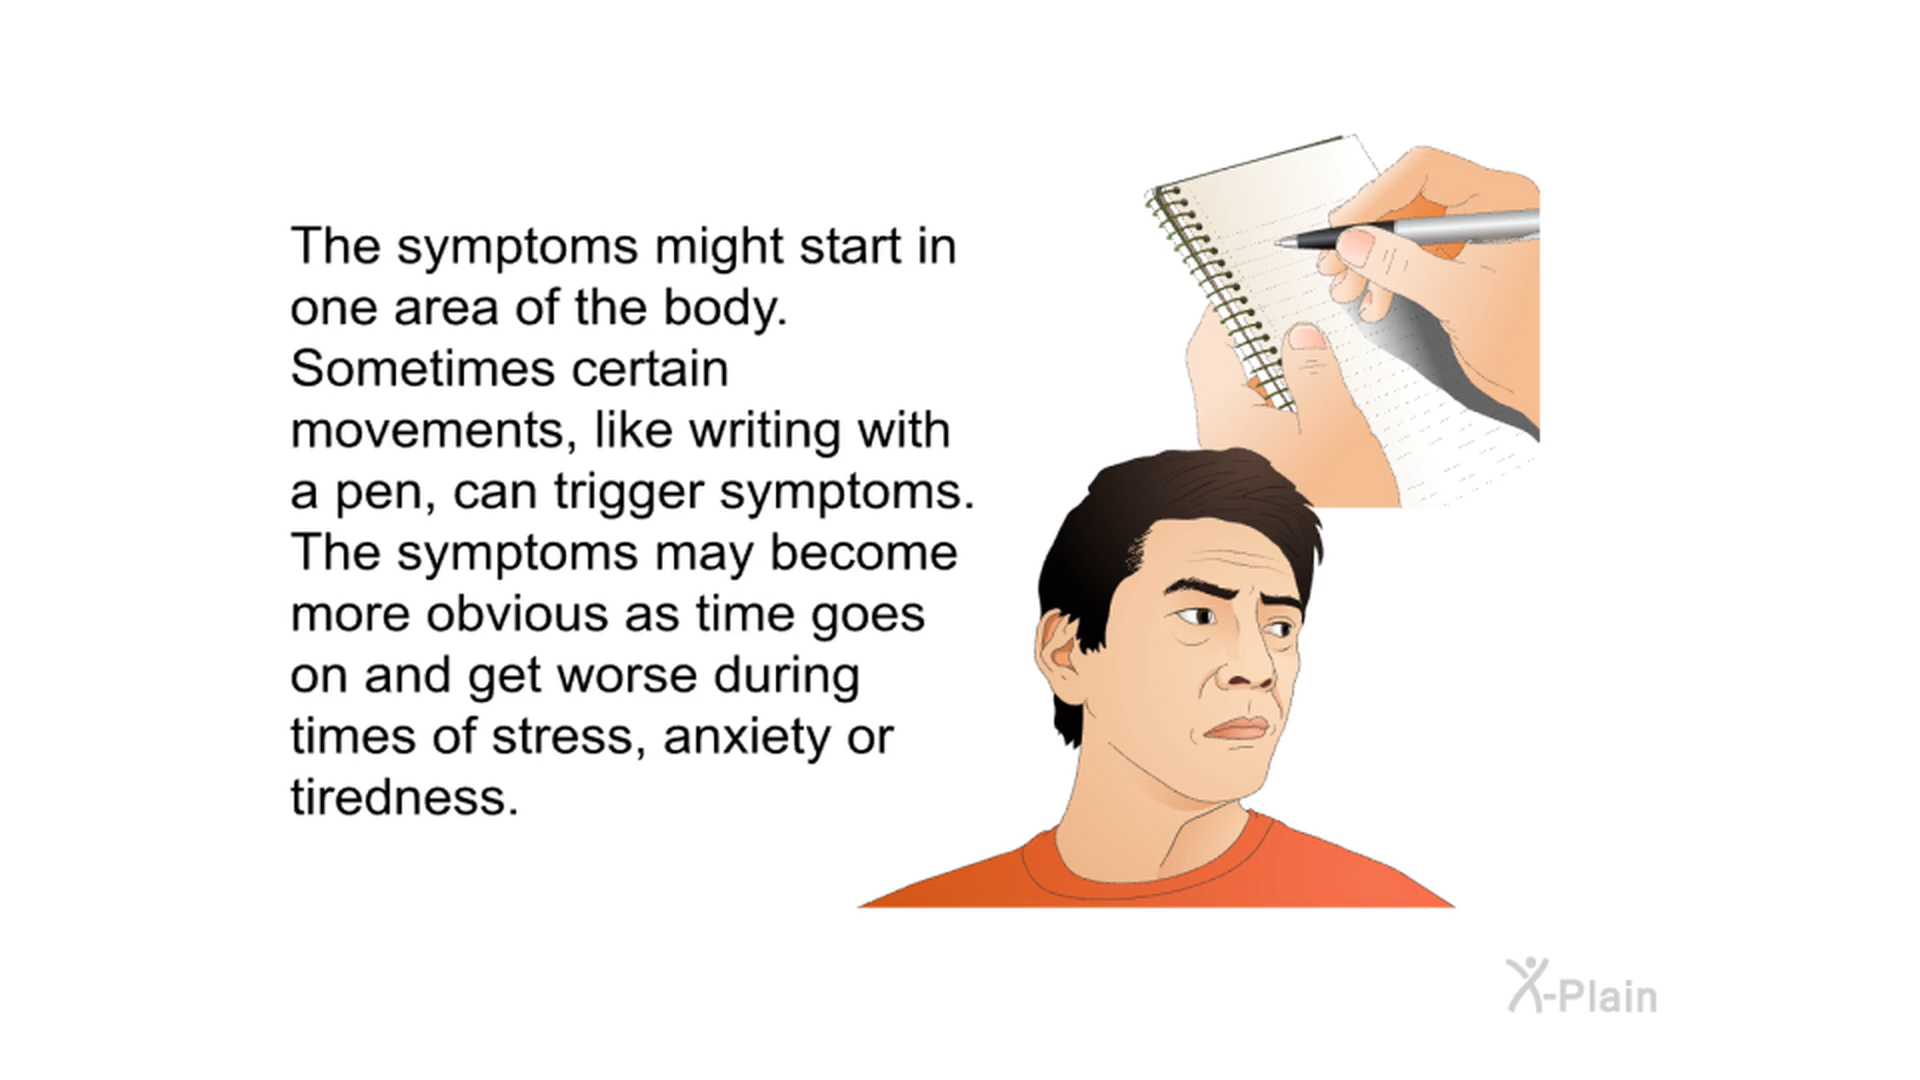 The symptoms might start in
one area of the body.
Sometimes certain
movements, like writing with
a pen, can trigger symptoms.
The symptoms may become
more obvious as time goes
on and get worse during
times of stress, anxiety or
tiredness.
X-Plain